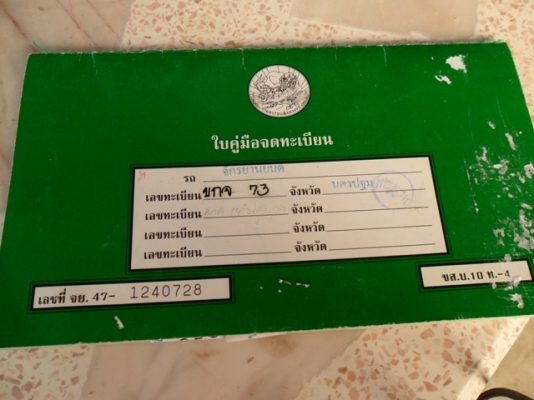 ใบคู่มือจดทะเบียน
รถ จักรยานยนต์
เลขทะเบียน ขกจ 73 จังหวัด นครปฐม
เลขทะเบียน จังหวัด
เลขทะเบียน จังหวัด
เลขทะเบียน จังหวัด
เลขที่ จย. 47- 1240728
ขส.บ.10 ท.-4